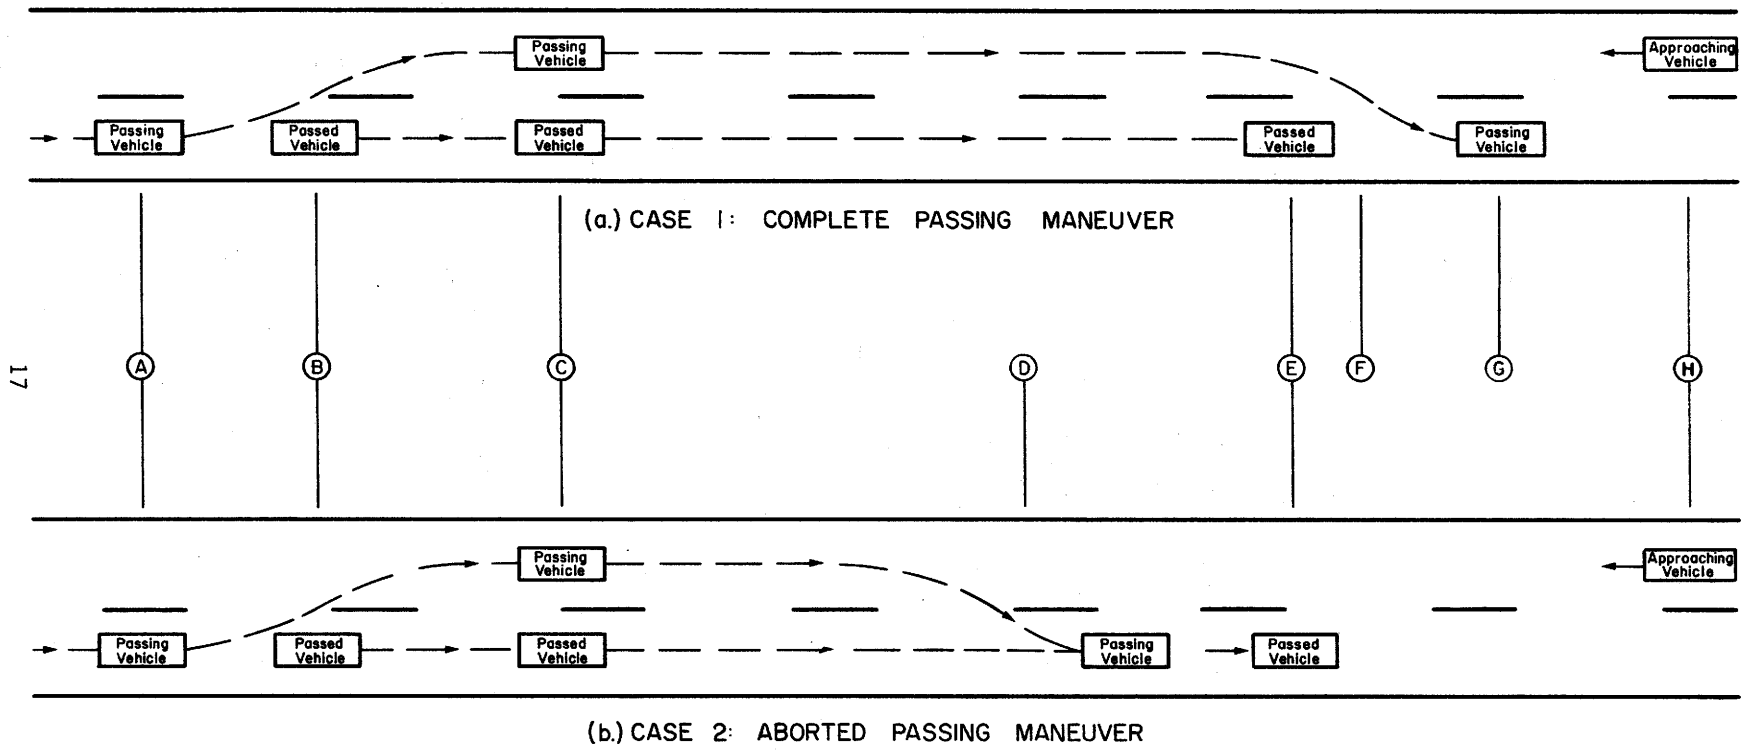 Passing
Vehicle
Approaching
Vehicle
Passing
Vehicle
Passed
Vehicle
Passed
Vehicle
Passed
Vehicle
Passing
Vehicle
(a.) CASE 1: COMPLETE PASSING MANEUVER
17
A
B
C
D
E
F
G
H
Passing
Vehicle
Approaching
Vehicle
Passing
Vehicle
Passed
Vehicle
Passed
Vehicle
Passing
Vehicle
Passed
Vehicle
(b.) CASE 2: ABORTED PASSING MANEUVER